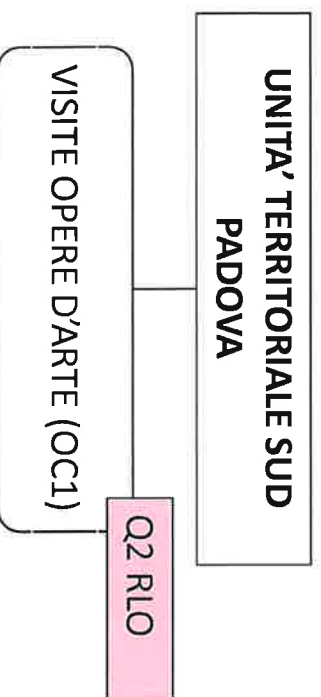 UNITA' TERRITORIALE SUD
PADOVA
VISITE OPERE D'ARTE (OC1)
Q2 RLO